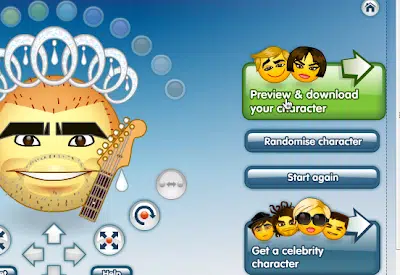 Preview & download
your character
Randomise character
Start again
Get a celebrity
character
Help